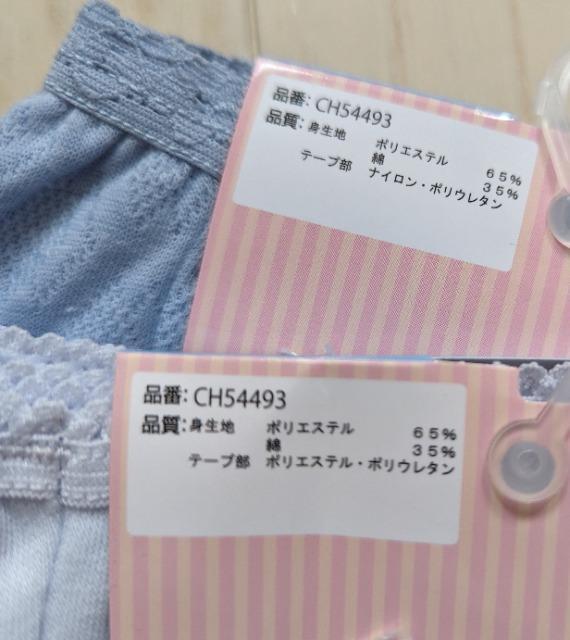 品番: CH54493
品質: 身生地 ポリエステル 65%
綿 35%
テープ部 ナイロン・ポリウレタン
品番: CH54493
品質: 身生地 ポリエステル 65%
綿 35%
テープ部 ポリエステル・ポリウレタン